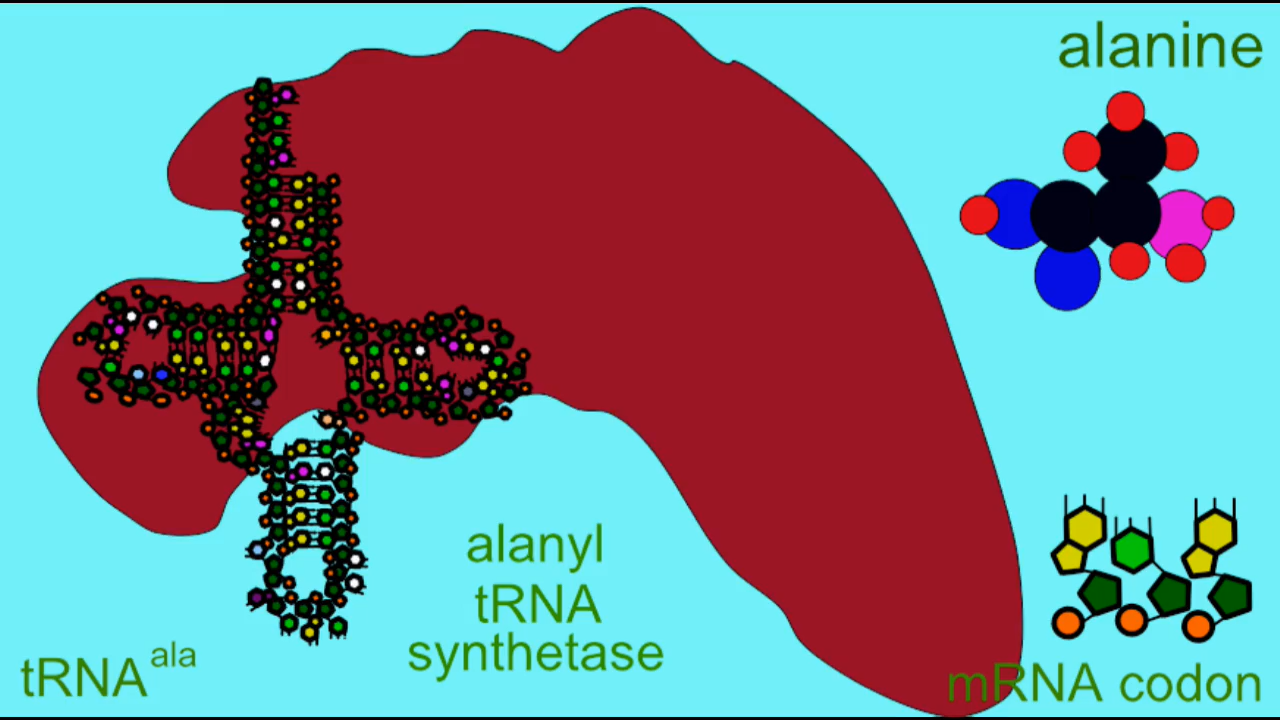 alanine
alanyl
tRNA
synthetase
tRNA ala
mRNA codon